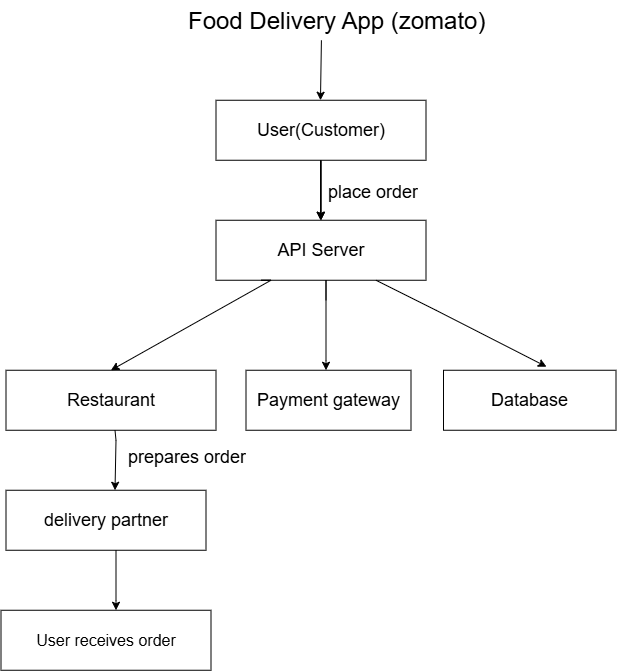 Food Delivery App (zomato)
User(Customer)
place order
API Server
Restaurant
Payment gateway
Database
prepares order
delivery partner
User receives order